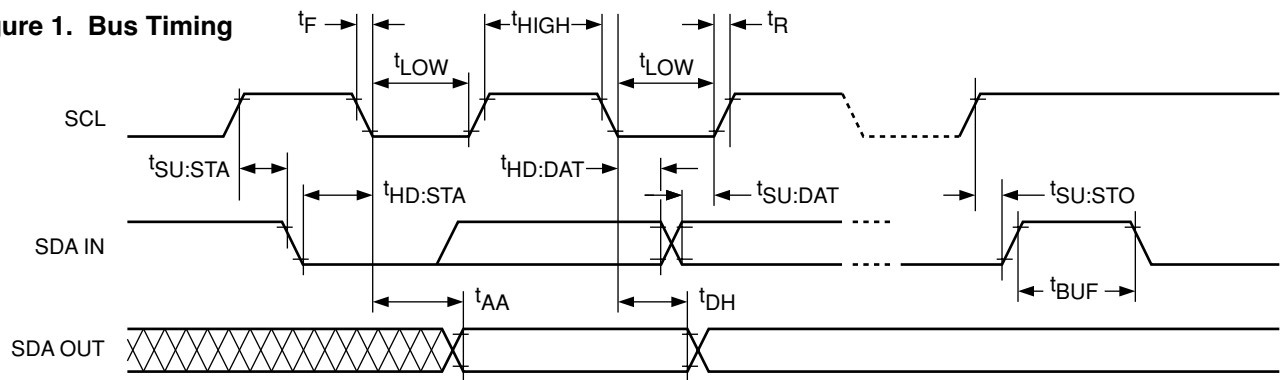 gure 1. Bus Timing
tF
tHIGH
tR
tLOW
tLOW
SCL
tSU:STA
tHD:STA
tHD:DAT
tSU:DAT
tSU:STO
SDA IN
tBUF
tAA
tDH
SDA OUT